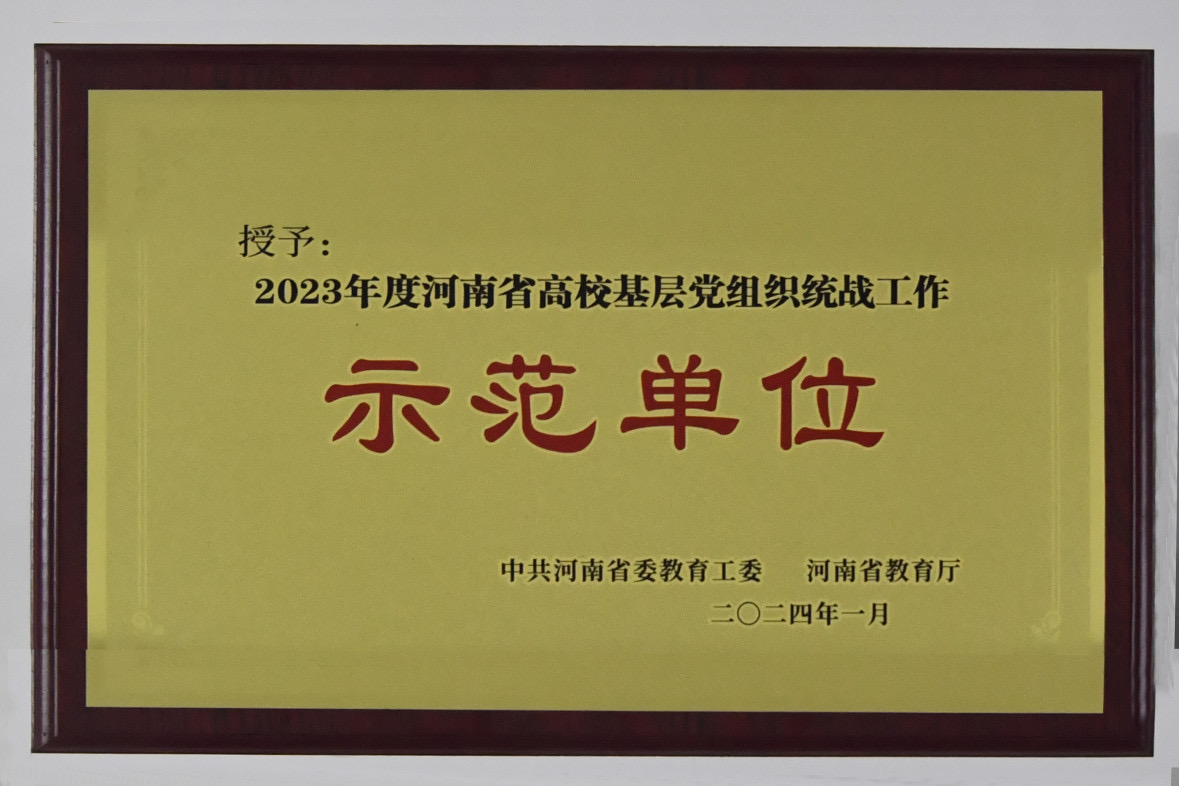 授予：
2023年度河南省高校基层党组织统战工作
示范单位
中共河南省委教育工委 河南省教育厅
二〇二四年一月